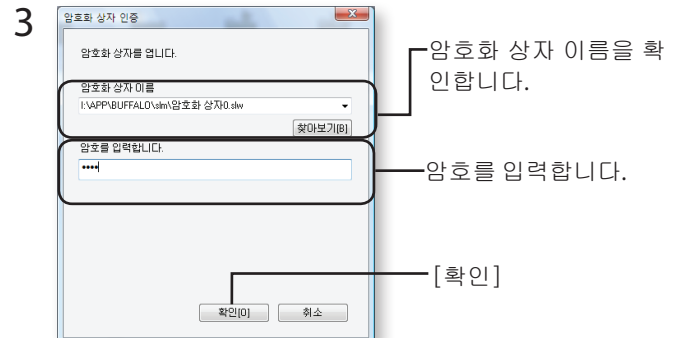 3
암호화 상자 인증
암호화 상자를 엽니다.
암호화 상자 이름
I:\APP\BUFFALO\slm\암호화 상자0.slw
찾아보기[B]
암호를 입력합니다.
••••
확인[O]
취소
암호화 상자 이름을 확
인합니다.
암호를 입력합니다.
[확인]